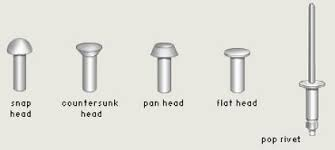 snap
head
countersunk
head
pan head
flat head
pop rivet